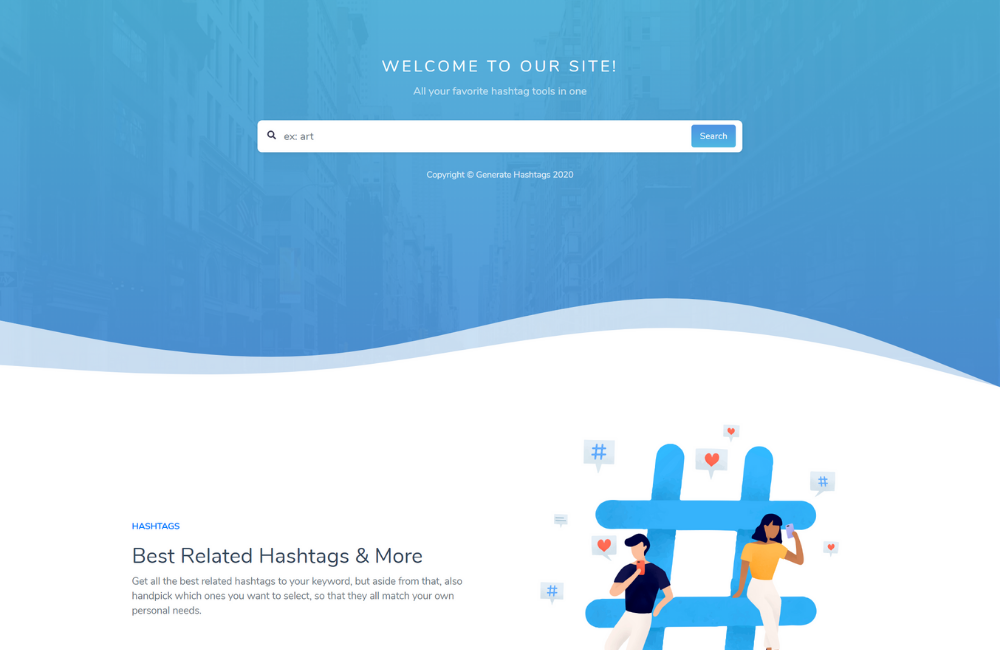 WELCOME TO OUR SITE!
All your favorite hashtag tools in one
ex: art
Search
Copyright © Generate Hashtags 2020
#
#
#
HASHTAGS
Best Related Hashtags & More
Get all the best related hashtags to your keyword, but aside from that, also
handpick which ones you want to select, so that they all match your own
personal needs.